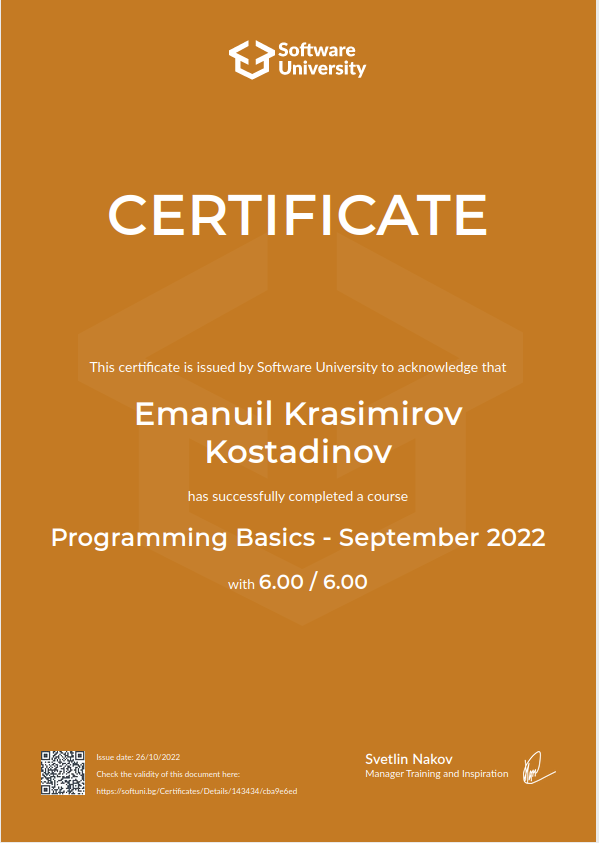 Software
University
CERTIFICATE
This certificate is issued by Software University to acknowledge that
Emanuil Krasimirov
Kostadinov
has successfully completed a course
Programming Basics - September 2022
with 6.00 / 6.00
Issue date: 26/10/2022
Check the validity of this document here:
https://softuni.bg/Certificates/Details/143434/cba9e6ed
Svetlin Nakov
Manager Training and Inspiration